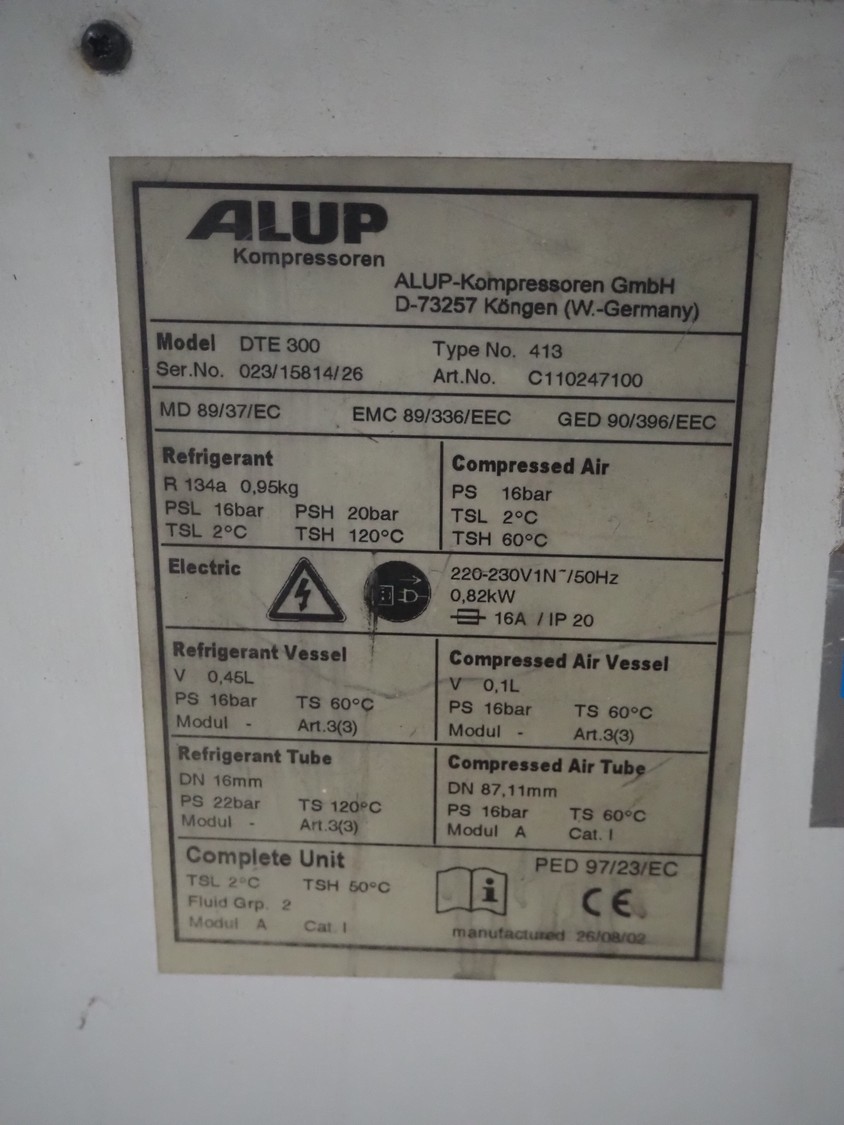 ALUP
Kompressoren
ALUP-Kompressoren GmbH
D-73257 Köngen (W.-Germany)
Model DTE 300 Type No. 413
Ser.No. 023/15814/26 Art.No. C110247100
MD 89/37/EC EMC 89/336/EEC GED 90/396/EEC
Refrigerant
R 134a 0,95kg
PSL 16bar PSH 20bar
TSL 2°C TSH 120°C
Compressed Air
PS 16bar
TSL 2°C
TSH 60°C
Electric
220-230V1N~/50Hz
0,82kW
16A / IP 20
Refrigerant Vessel
V 0,45L
PS 16bar TS 60°C
Modul - Art.3(3)
Compressed Air Vessel
V 0,1L
PS 16bar TS 60°C
Modul - Art.3(3)
Refrigerant Tube
DN 16mm
PS 22bar TS 120°C
Modul - Art.3(3)
Compressed Air Tube
DN 87,11mm
PS 16bar TS 60°C
Modul A Cat. I
Complete Unit
TSL 2°C TSH 50°C
Fluid Grp. 2
Modul A Cat. I
i
PED 97/23/EC
CE
manufactured 26/08/02